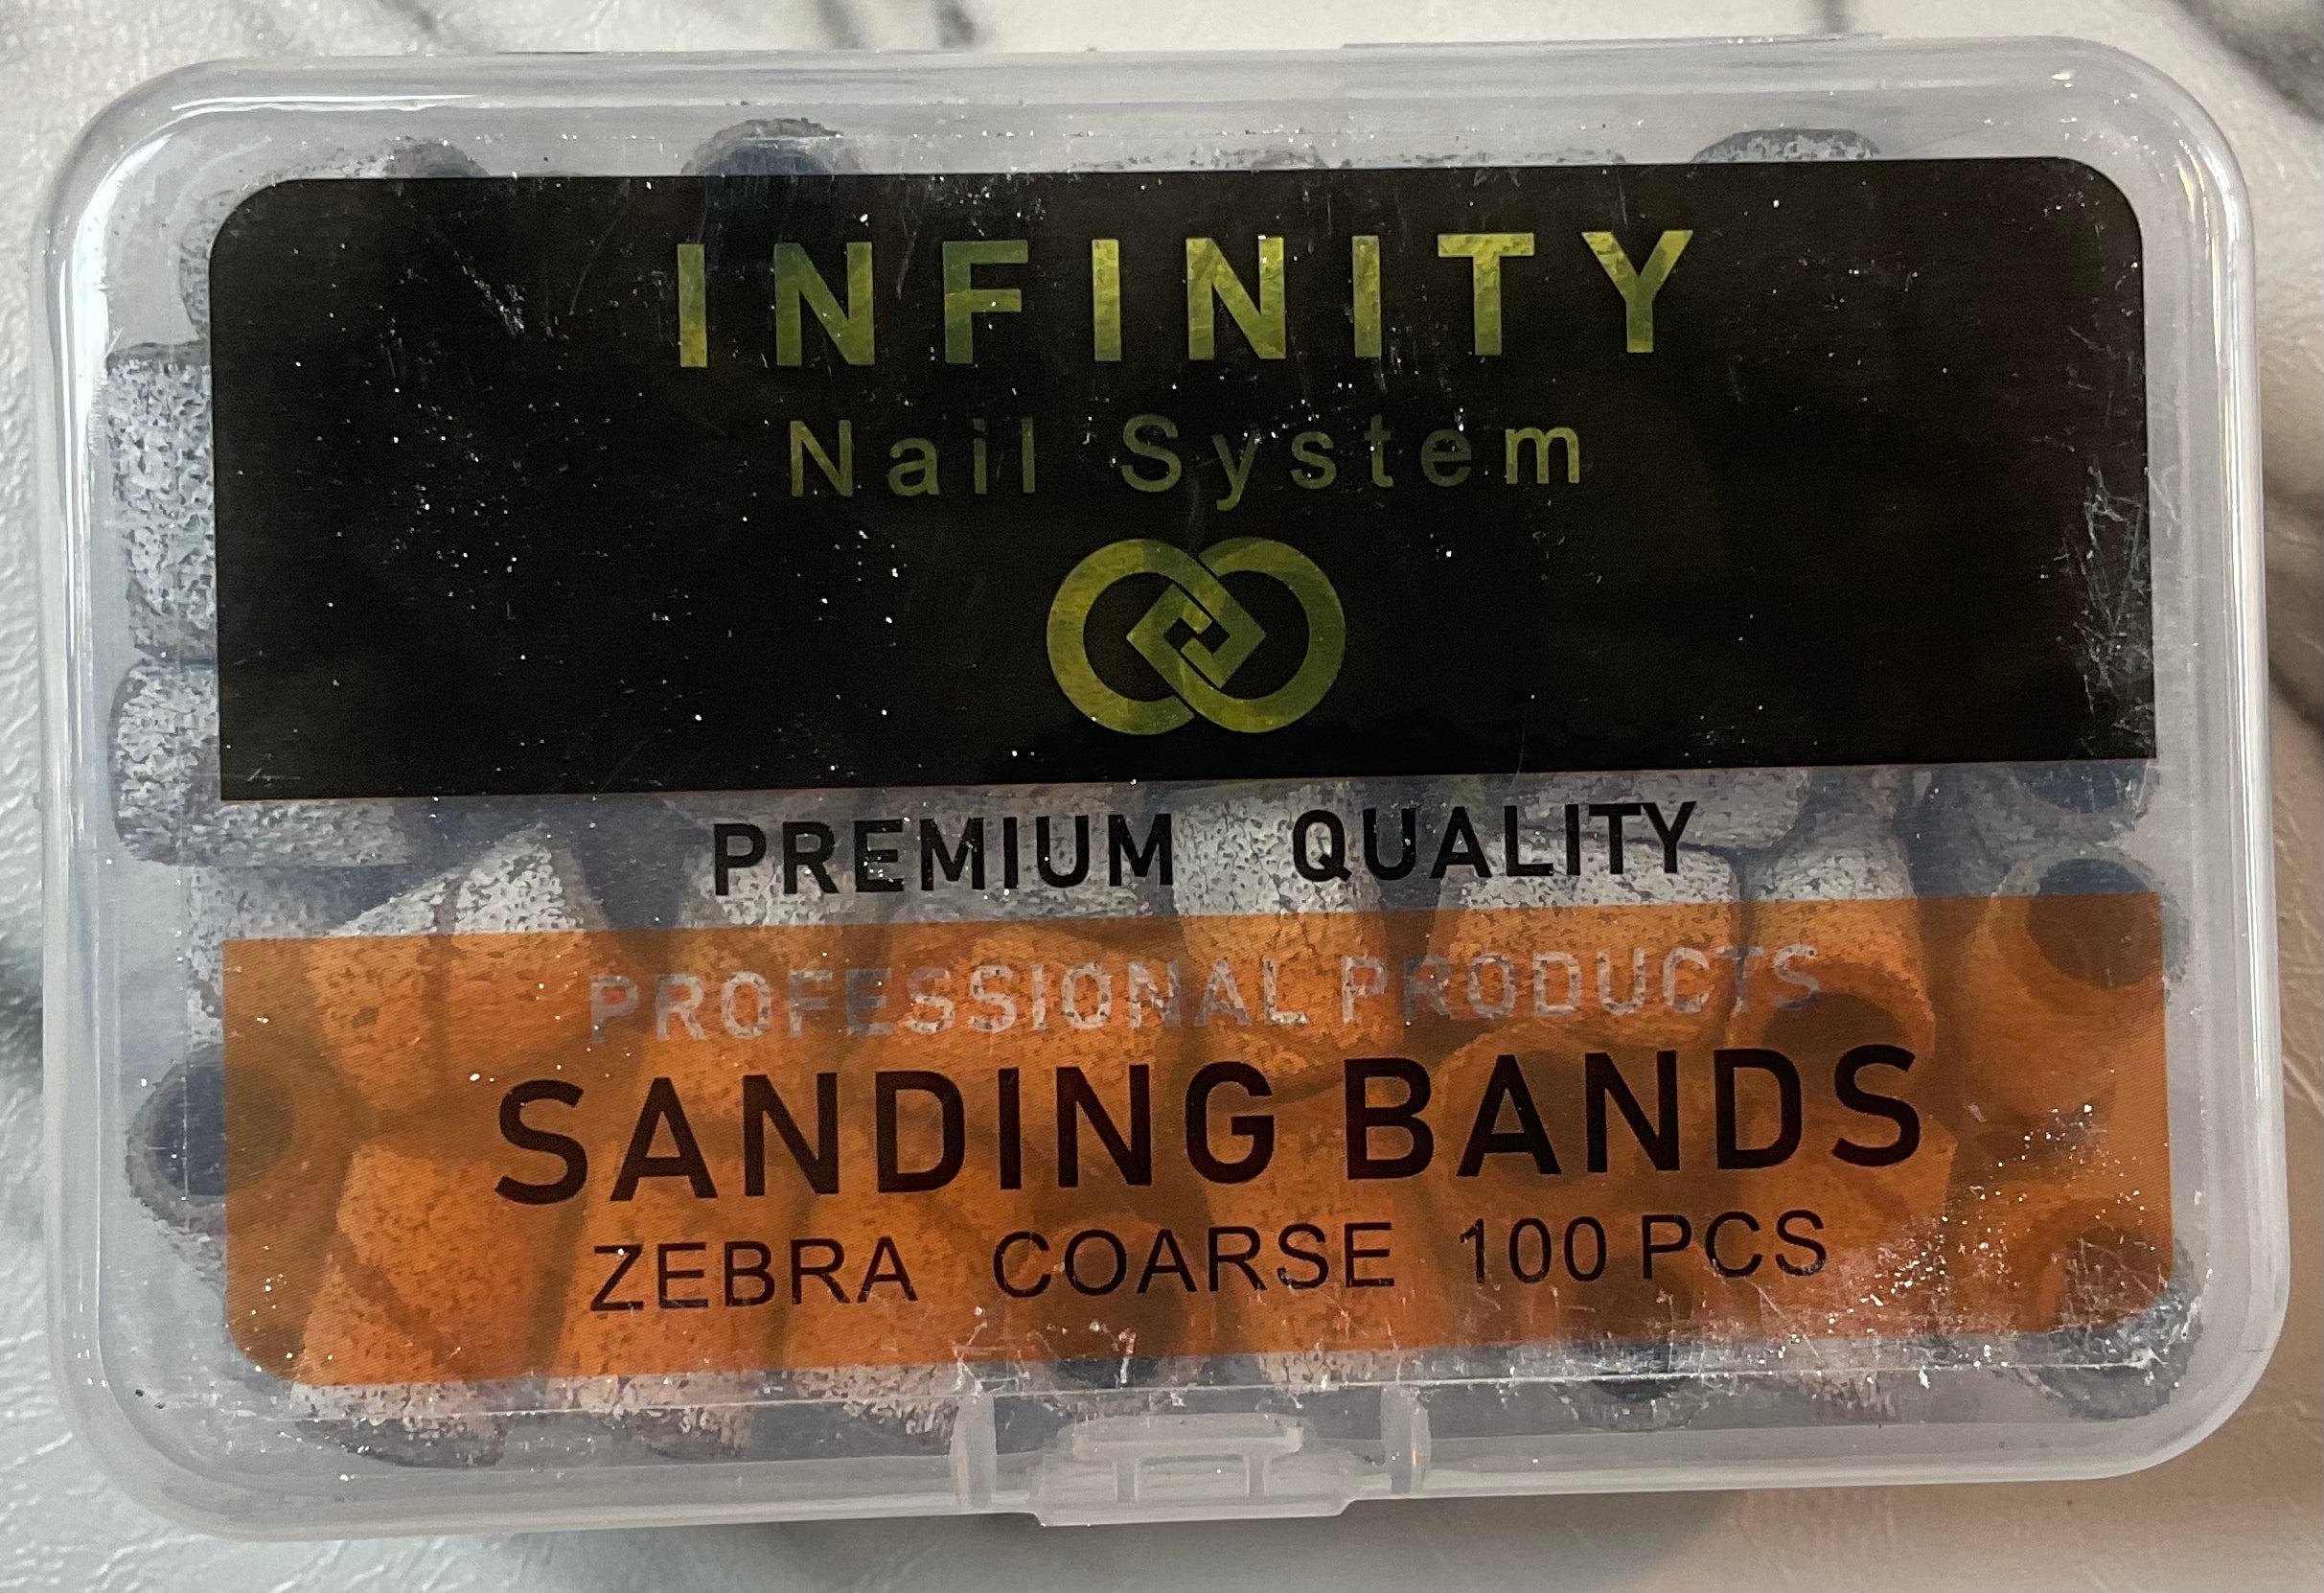 INFINITY
Nail System
PREMIUM QUALITY
PROFESSIONAL PRODUCTS
SANDING BANDS
ZEBRA COARSE 100 PCS